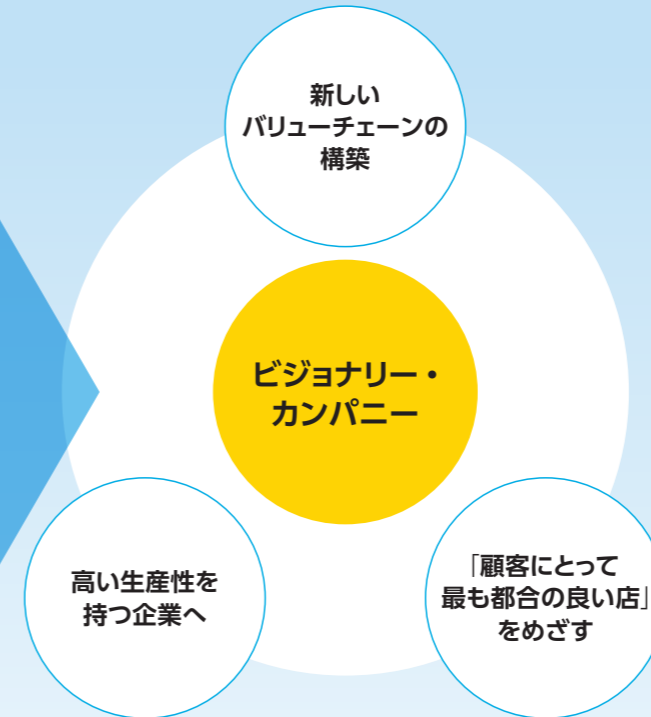 新しい
バリューチェーンの
構築
ビジョナリー・
カンパニー
高い生産性を
持つ企業へ
「顧客にとって
最も都合の良い店」
をめざす